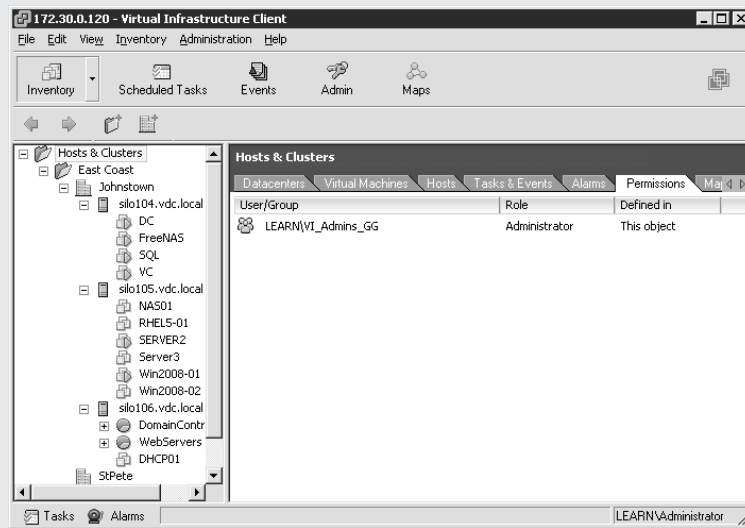 172.30.0.120 - Virtual Infrastructure Client
File Edit View Inventory Administration Help
Inventory Scheduled Tasks Events Admin Maps
Hosts & Clusters
East Coast
Johnstown
silo104.vdc.local
DC
FreeNAS
SQL
VC
silo105.vdc.local
NAS01
RHEL5-01
SERVER2
Server3
Win2008-01
Win2008-02
silo106.vdc.local
DomainContr
WebServers
DHCP01
StPete
Hosts & Clusters
Datacenters Virtual Machines Hosts Tasks & Events Alarms Permissions Ma
User/Group Role Defined in
LEARN\VI_Admins_GG Administrator This object
Tasks Alarms LEARN\Administrator